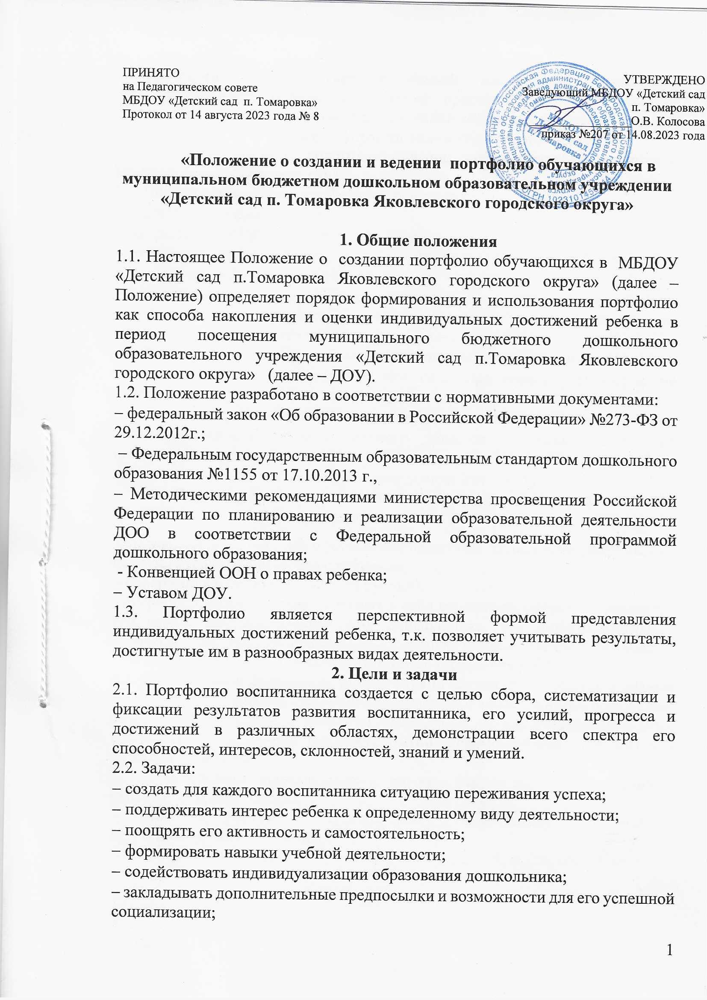 ПРИНЯТО
на Педагогическом совете
МБДОУ «Детский сад п. Томаровка»
Протокол от 14 августа 2023 года № 8
УТВЕРЖДЕНО
Заведующий МБДОУ «Детский сад
п. Томаровка»
О.В. Колосова
приказ №207 от 14.08.2023 года
МБДОУ
"Детский сад
п. Томаровка"
«Положение о создании и ведении портфолио обучающихся в
муниципальном бюджетном дошкольном образовательном учреждении
«Детский сад п. Томаровка Яковлевского городского округа»
1. Общие положения
1.1. Настоящее Положение о создании портфолио обучающихся в МБДОУ
«Детский сад п.Томаровка Яковлевского городского округа» (далее –
Положение) определяет порядок формирования и использования портфолио
как способа накопления и оценки индивидуальных достижений ребенка в
период посещения муниципального бюджетного дошкольного
образовательного учреждения «Детский сад п.Томаровка Яковлевского
городского округа» (далее – ДОУ).
1.2. Положение разработано в соответствии с нормативными документами:
– федеральный закон «Об образовании в Российской Федерации» №273-ФЗ от
29.12.2012г.;
– Федеральным государственным образовательным стандартом дошкольного
образования №1155 от 17.10.2013 г.,
– Методическими рекомендациями министерства просвещения Российской
Федерации по планированию и реализации образовательной деятельности
ДОО в соответствии с Федеральной образовательной программой
дошкольного образования;
- Конвенцией ООН о правах ребенка;
– Уставом ДОУ.
1.3. Портфолио является перспективной формой представления
индивидуальных достижений ребенка, т.к. позволяет учитывать результаты,
достигнутые им в разнообразных видах деятельности.
2. Цели и задачи
2.1. Портфолио воспитанника создается с целью сбора, систематизации и
фиксации результатов развития воспитанника, его усилий, прогресса и
достижений в различных областях, демонстрации всего спектра его
способностей, интересов, склонностей, знаний и умений.
2.2. Задачи:
– создать для каждого воспитанника ситуацию переживания успеха;
– поддерживать интерес ребенка к определенному виду деятельности;
– поощрять его активность и самостоятельность;
– формировать навыки учебной деятельности;
– содействовать индивидуализации образования дошкольника;
– закладывать дополнительные предпосылки и возможности для его успешной
социализации;
1